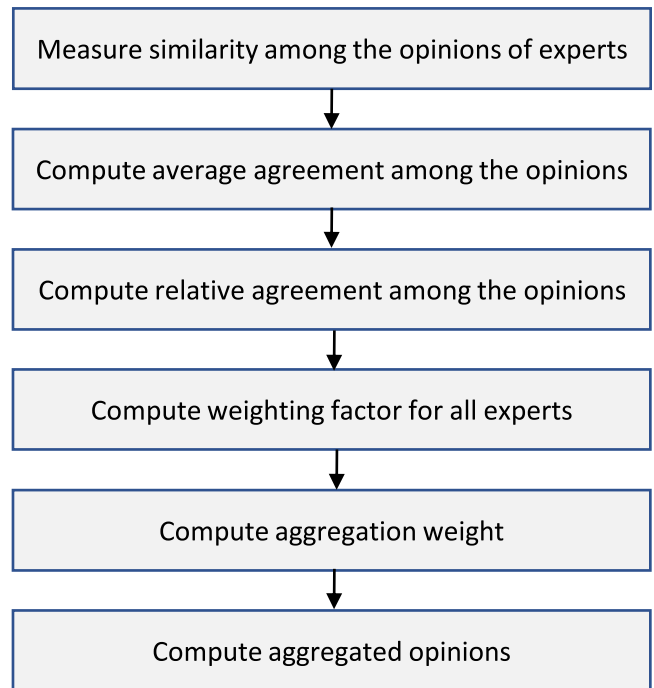 Measure similarity among the opinions of experts
Compute average agreement among the opinions
Compute relative agreement among the opinions
Compute weighting factor for all experts
Compute aggregation weight
Compute aggregated opinions